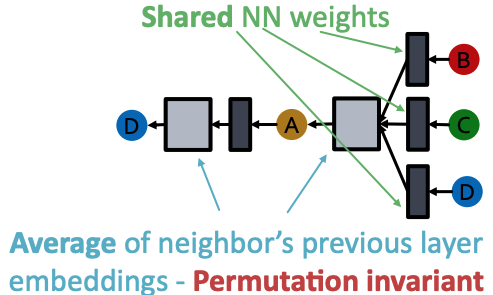 Shared NN weights
B
D
A
C
D
Average of neighbor's previous layer
embeddings - Permutation invariant